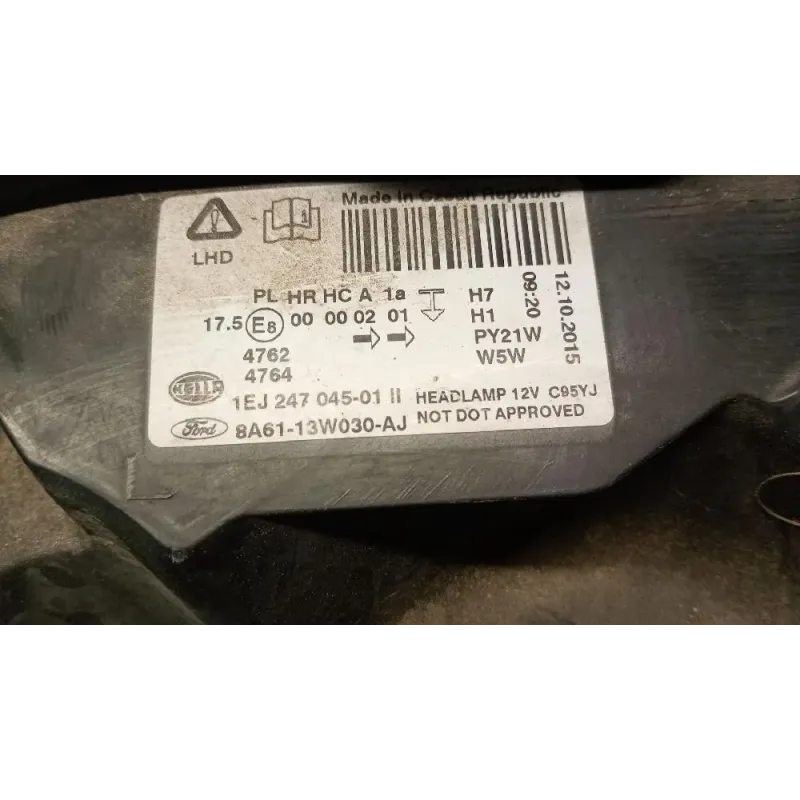 Made in Czech Republic
LHD
12.10.2015
09:20
PL HR HC A 1a
17.5 E8 00 00 02 01
4762
4764
H7
H1
PY21W
W5W
HELLA
1EJ 247 045-01 II HEADLAMP 12V C95YJ
Ford 8A61-13W030-AJ NOT DOT APPROVED
L